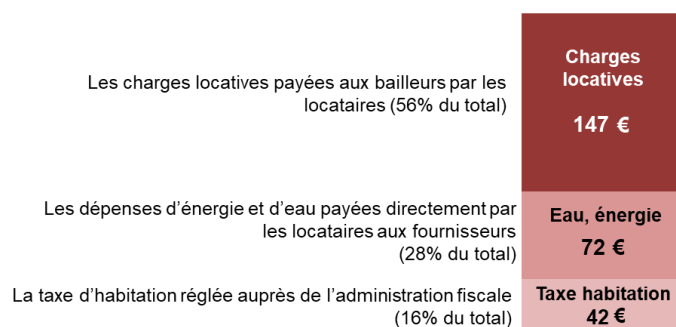 Les charges locatives payées aux bailleurs par les
locataires (56% du total)
Charges
locatives
147 €
Les dépenses d’énergie et d’eau payées directement par
les locataires aux fournisseurs
(28% du total)
Eau, énergie
72 €
La taxe d’habitation réglée auprès de l’administration fiscale
(16% du total)
Taxe habitation
42 €